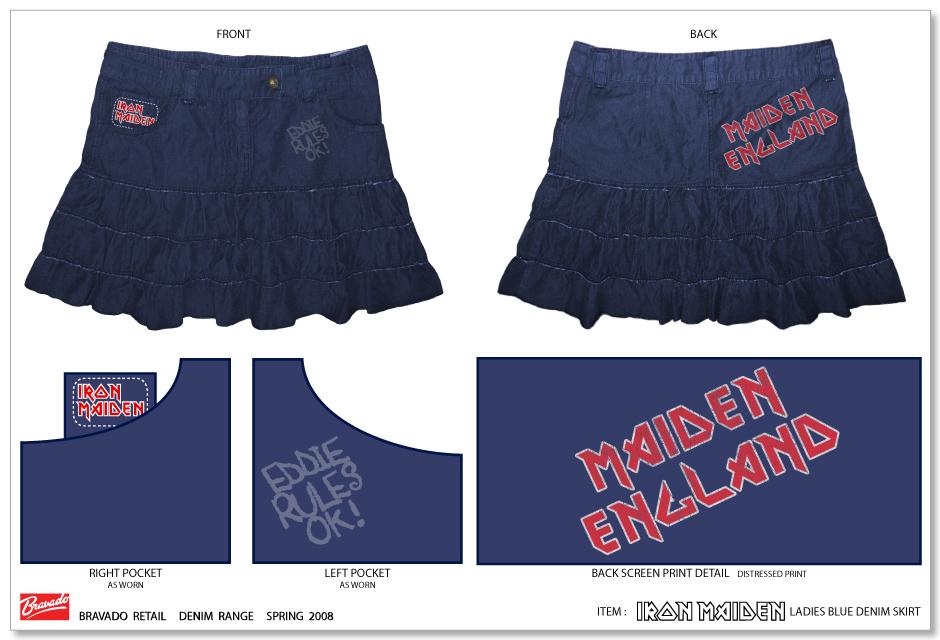 FRONT
BACK
IRON
MAIDEN
EDDIE
RULES
OK!
MAIDEN
ENGLAND
IRON
MAIDEN
EDDIE
RULES
OK!
MAIDEN
ENGLAND
RIGHT POCKET
AS WORN
LEFT POCKET
AS WORN
BACK SCREEN PRINT DETAIL DISTRESSED PRINT
Bravado
BRAVADO RETAIL DENIM RANGE SPRING 2008
ITEM : IRON MAIDEN LADIES BLUE DENIM SKIRT